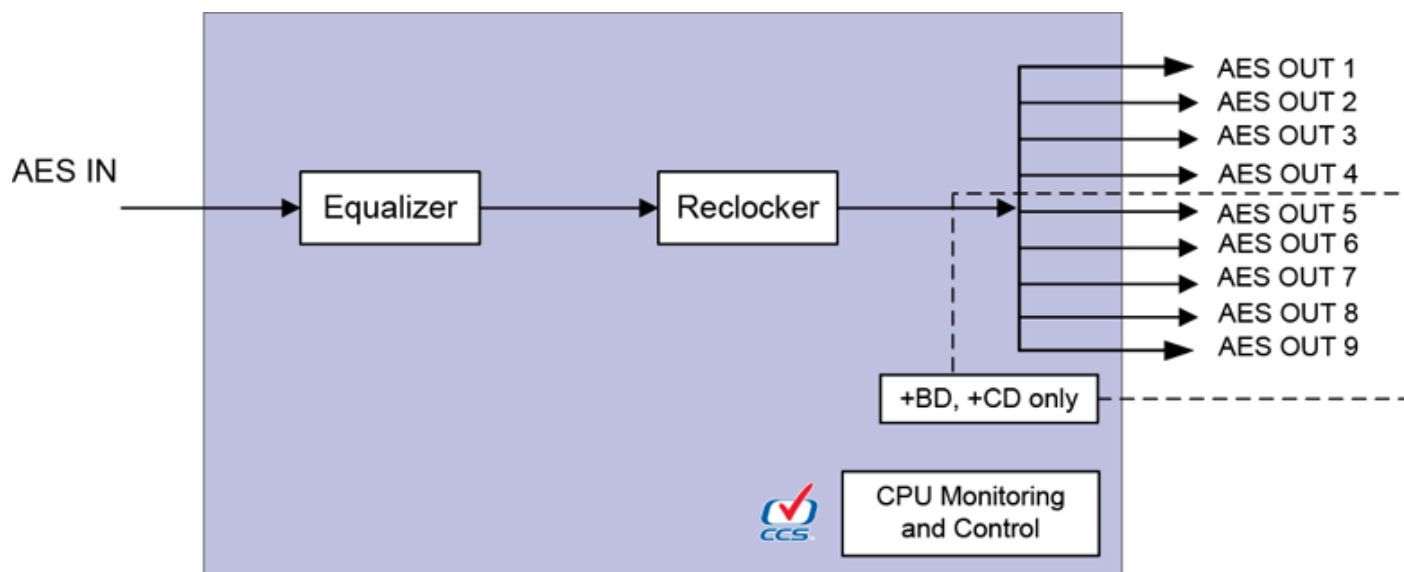 AES IN
Equalizer
Reclocker
AES OUT 1
AES OUT 2
AES OUT 3
AES OUT 4
AES OUT 5
AES OUT 6
AES OUT 7
AES OUT 8
AES OUT 9
+BD, +CD only
CCS
CPU Monitoring
and Control